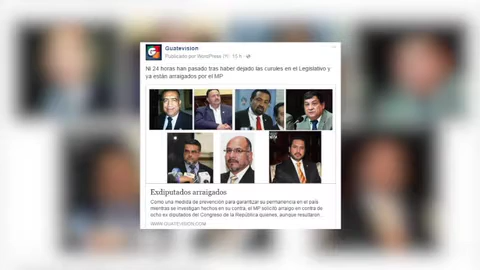 Guatevision
Publicado por WordPress [?] · 15 h ·
Ni 24 horas han pasado tras haber dejado las curules en el Legislativo y
ya están arraigados por el MP
Exdiputados arraigados
Como una medida de prevención para garantizar su permanencia en el país
mientras se investigan hechos en su contra, el MP solicitó arraigo en contra de
ocho ex diputados del Congreso de la República quienes, aunque resultaron...
WWW.GUATEVISION.COM